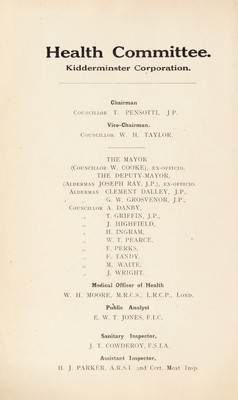 Health Committee.
Kidderminster Corporation.
Chairman
COUNCILLOR T. PENSOTTI, J.P.
Vice-Chairman.
COUNCILLOR W. H. TAYLOR.
THE MAYOR
(COUNCILLOR W. COOKE), EX-OFFICIO.
THE DEPUTY-MAYOR,
(ALDERMAN JOSEPH RAY, J.P.), EX-OFFICIO.
ALDERMAN CLEMENT DALLEY, J.P.,
„ G. W. GROSVENOR, J.P.,
COUNCILLOR A. DANBY,
„ T. GRIFFIN, J.P.,
„ J. HIGHFIELD,
„ H. INGRAM,
„ W. T. PEARCE,
„ F. PERKS,
„ F. TANDY,
„ M. WAITE,
„ J. WRIGHT.
Medical Officer of Health
W. H. MOORE, M.R.C.S., L.R.C.P., LOND.
Public Analyst
E. W. T. JONES, F.I.C.
Sanitary Inspector,
J. T. COWDEROY, F.S.I.A.
Assistant Inspector,
H. J. PARKER, A.R.S.I. and Cert. Meat Insp.